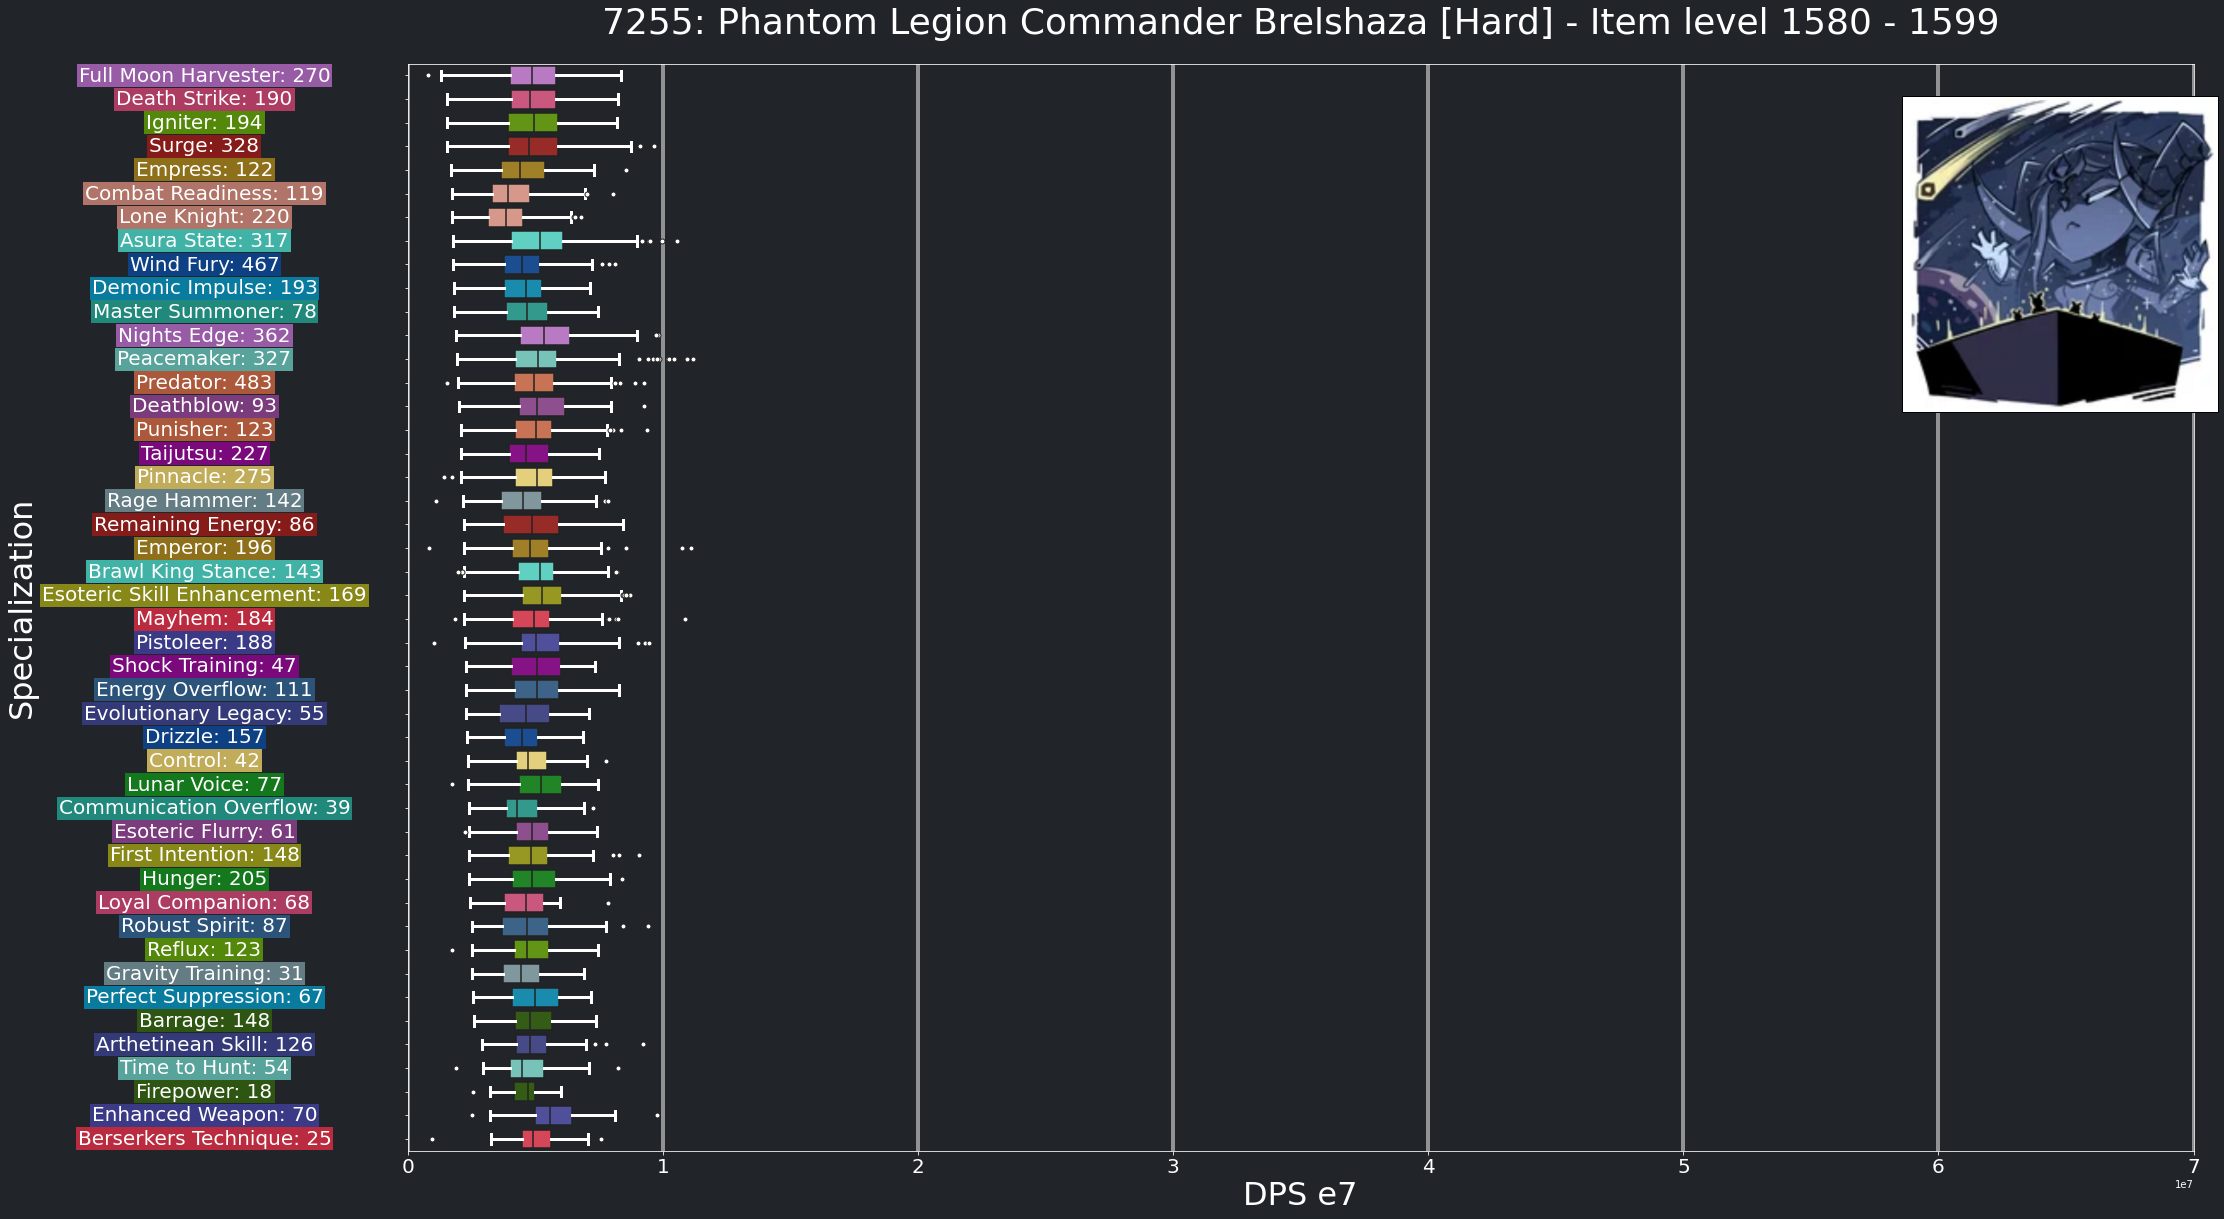 7255: Phantom Legion Commander Brelshaza [Hard] - Item level 1580 - 1599
Full Moon Harvester: 270
Death Strike: 190
Igniter: 194
Surge: 328
Empress: 122
Combat Readiness: 119
Lone Knight: 220
Asura State: 317
Wind Fury: 467
Demonic Impulse: 193
Master Summoner: 78
Nights Edge: 362
Peacemaker: 327
Predator: 483
Deathblow: 93
Punisher: 123
Taijutsu: 227
Pinnacle: 275
Rage Hammer: 142
Remaining Energy: 86
Emperor: 196
Brawl King Stance: 143
Esoteric Skill Enhancement: 169
Mayhem: 184
Pistoleer: 188
Shock Training: 47
Energy Overflow: 111
Evolutionary Legacy: 55
Drizzle: 157
Control: 42
Lunar Voice: 77
Communication Overflow: 39
Esoteric Flurry: 61
First Intention: 148
Hunger: 205
Loyal Companion: 68
Robust Spirit: 87
Reflux: 123
Gravity Training: 31
Perfect Suppression: 67
Barrage: 148
Arthetinean Skill: 126
Time to Hunt: 54
Firepower: 18
Enhanced Weapon: 70
Berserkers Technique: 25
Specialization
0 1 2 3 4 5 6 7
1e7
DPS e7